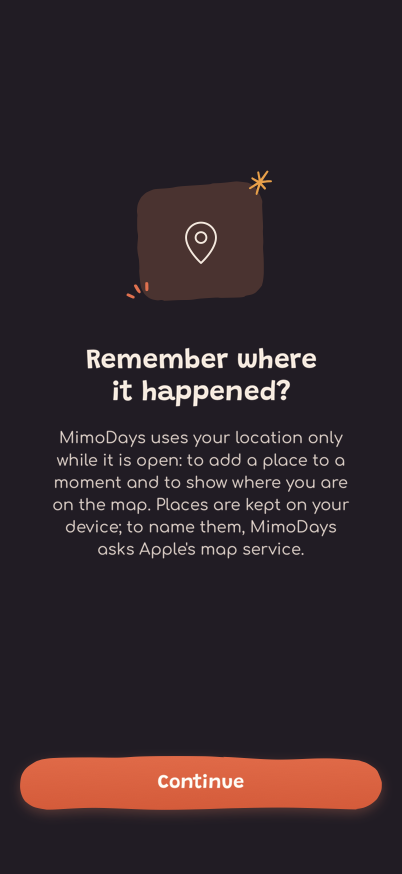 Remember where
it happened?
MimoDays uses your location only
while it is open: to add a place to a
moment and to show where you are
on the map. Places are kept on your
device; to name them, MimoDays
asks Apple's map service.
Continue